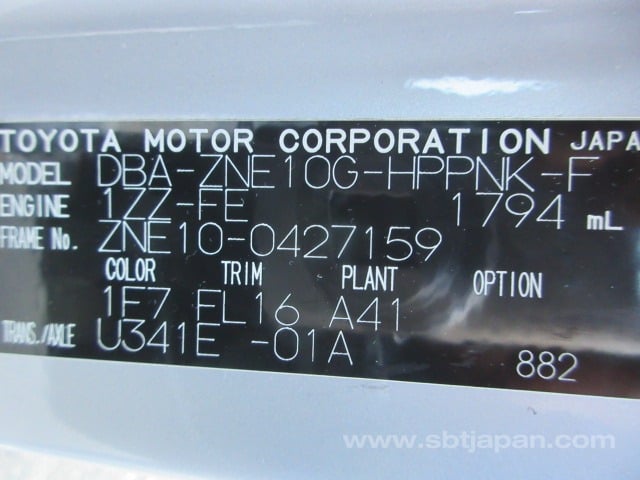 TOYOTA MOTOR CORPORATION JAPA
MODEL DBA-ZNE10G-HPPNK-F
ENGINE 1ZZ-FE 1794 mL
FRAME No. ZNE10-0427159
COLOR TRIM PLANT OPTION
1F7 FL16 A41
TRANS./AXLE U341E -01A
882
www.sbtjapan.com